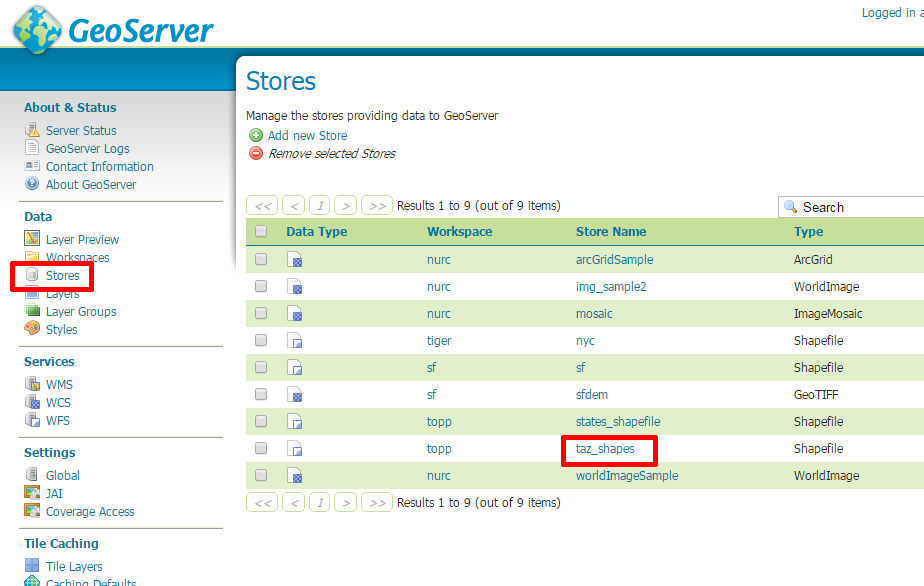 GeoServer
Logged in a
About & Status
Server Status
GeoServer Logs
Contact Information
About GeoServer
Data
Layer Preview
Workspaces
Stores
Layers
Layer Groups
Styles
Services
WMS
WCS
WFS
Settings
Global
JAI
Coverage Access
Tile Caching
Tile Layers
Caching Defaults
Stores
Manage the stores providing data to GeoServer
Add new Store
Remove selected Stores
<< < 1 > >> Results 1 to 9 (out of 9 items) Search
Data Type Workspace Store Name Type
nurc arcGridSample ArcGrid
nurc img_sample2 WorldImage
nurc mosaic ImageMosaic
tiger nyc Shapefile
sf sf Shapefile
sf sfdem GeoTIFF
topp states_shapefile Shapefile
topp taz_shapes Shapefile
nurc worldImageSample WorldImage
<< < 1 > >> Results 1 to 9 (out of 9 items)